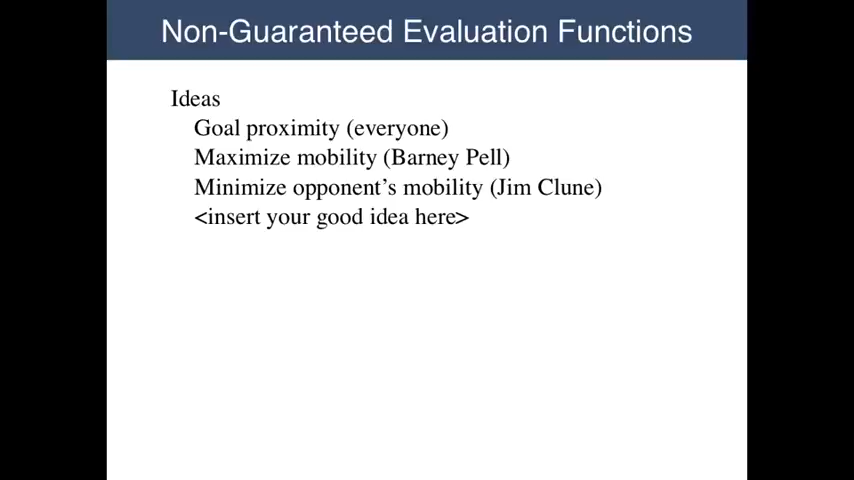 Non-Guaranteed Evaluation Functions
Ideas
Goal proximity (everyone)
Maximize mobility (Barney Pell)
Minimize opponent’s mobility (Jim Clune)
<insert your good idea here>